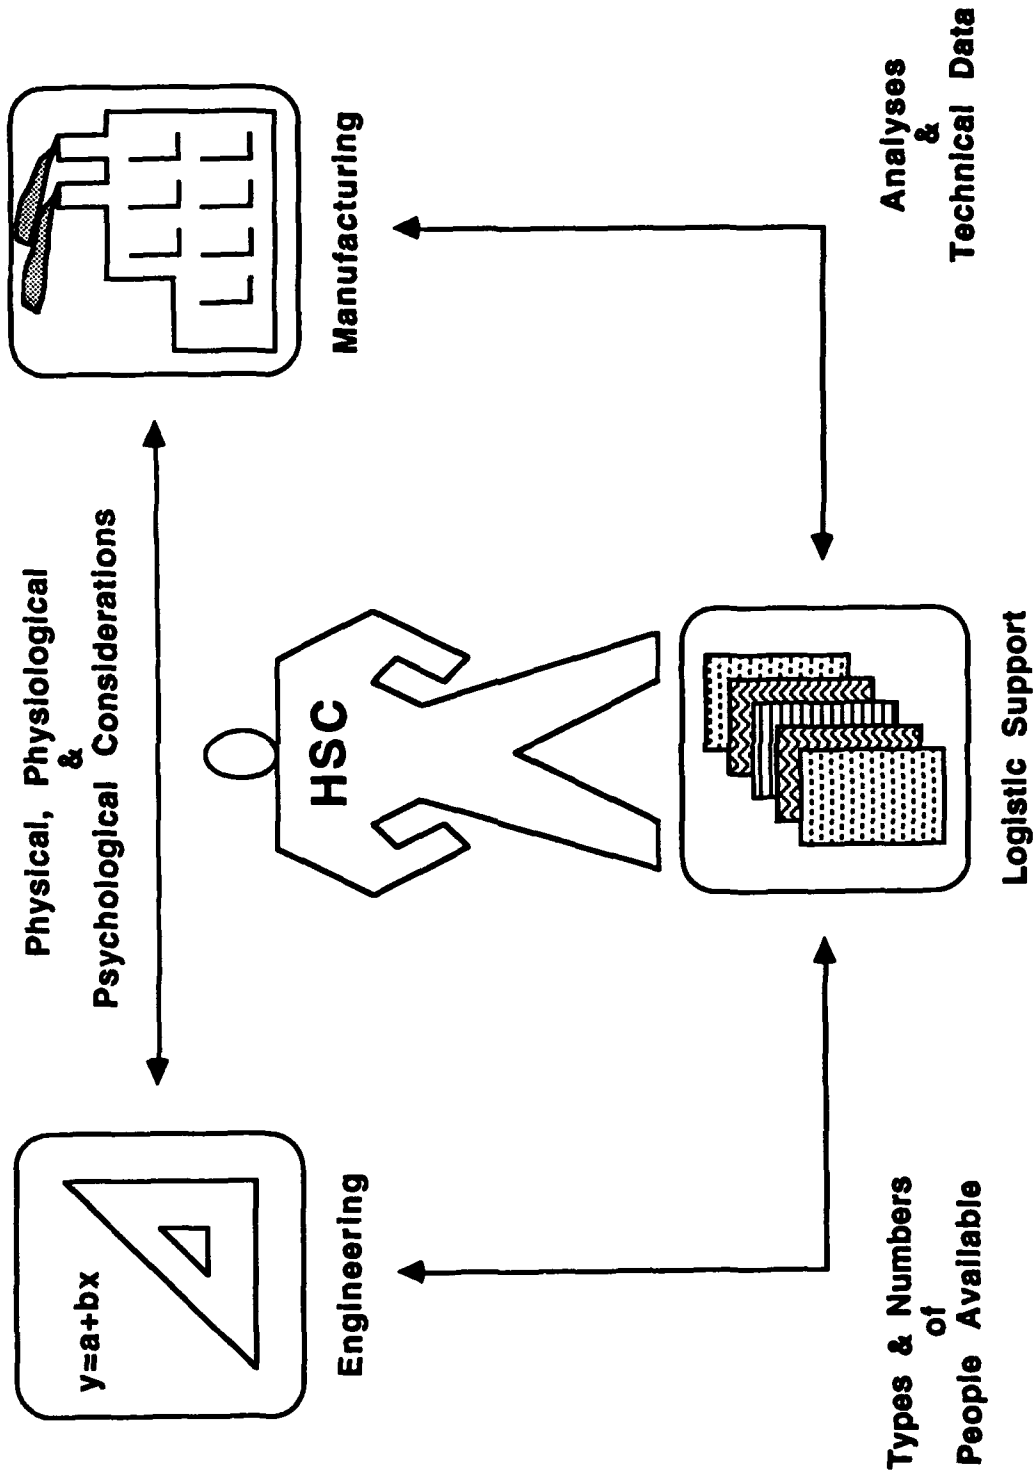 Physical, Physiological
&
Psychological Considerations
y=a+bx
Engineering
HSC
Manufacturing
Types & Numbers
of
People Available
Logistic Support
Analyses
&
Technical Data